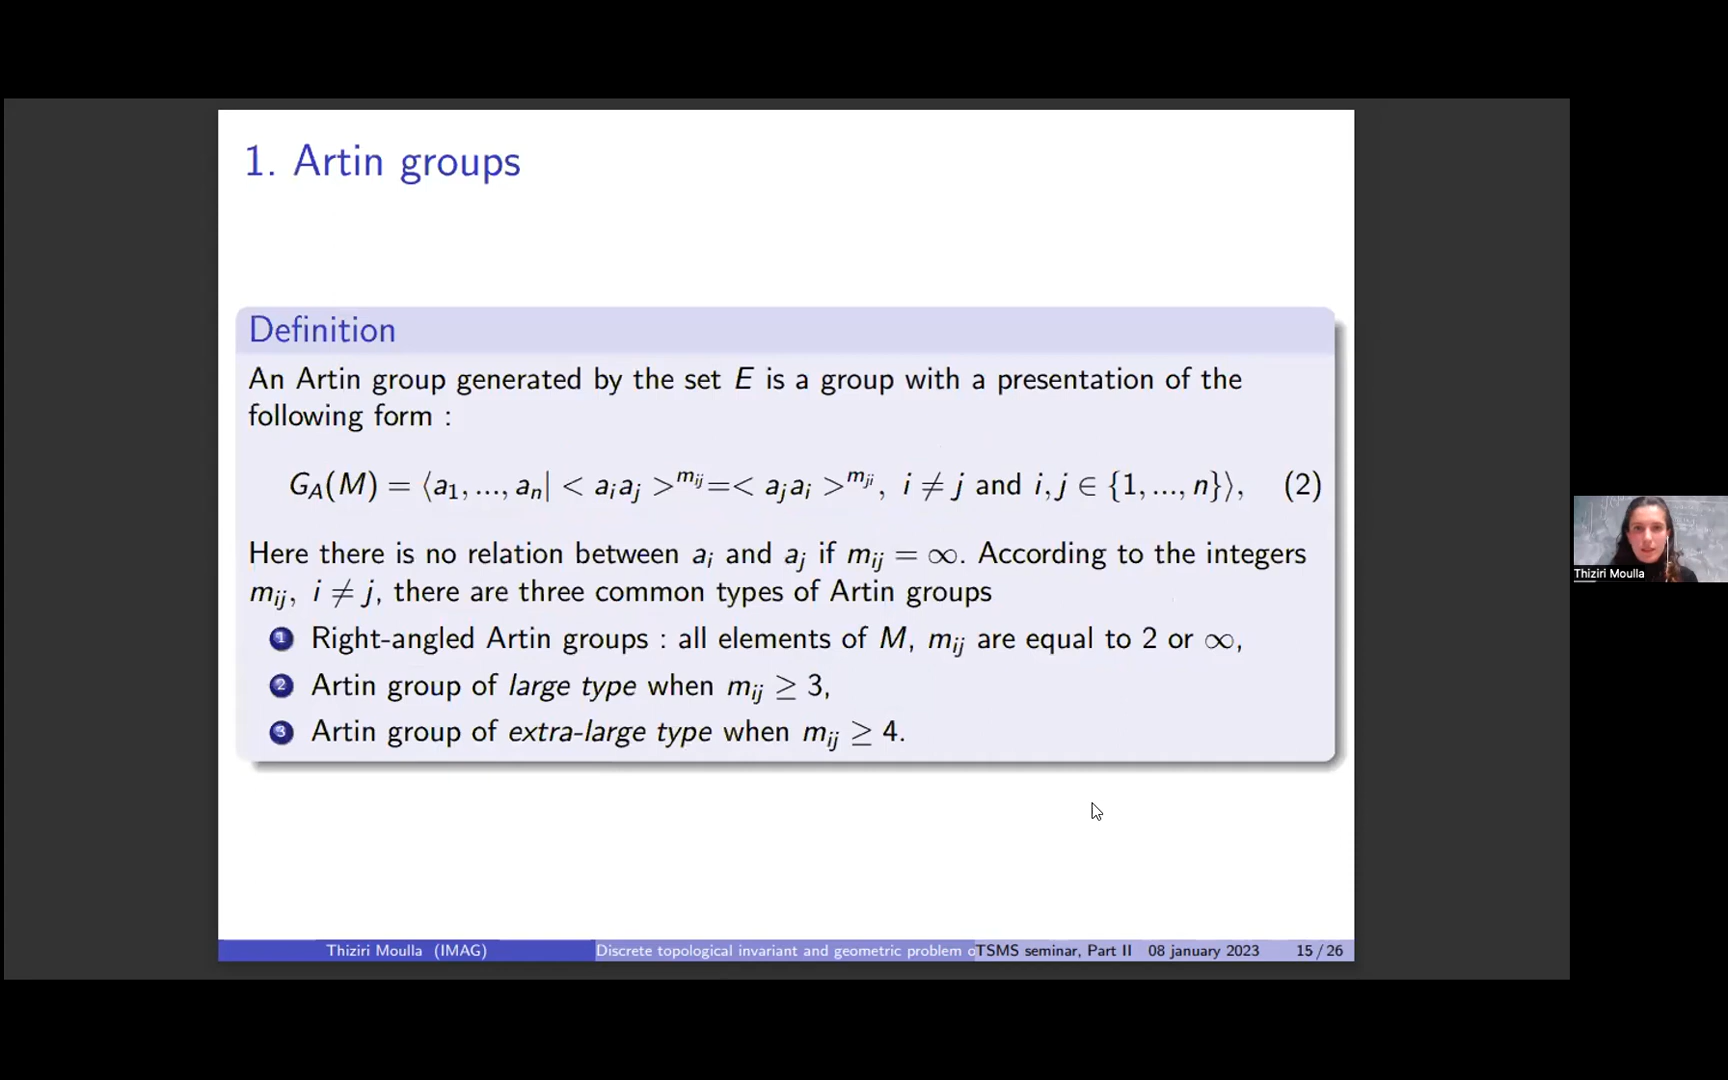 1. Artin groups
Definition
An Artin group generated by the set E is a group with a presentation of the
following form :
G_A(M) = ⟨a_1, ..., a_n| < a_i a_j >^{m_ij} =< a_j a_i >^{m_ji}, i ≠ j and i, j ∈ {1, ..., n}⟩, (2)
Here there is no relation between a_i and a_j if m_ij = ∞. According to the integers
m_ij, i ≠ j, there are three common types of Artin groups
1 Right-angled Artin groups : all elements of M, m_ij are equal to 2 or ∞,
2 Artin group of large type when m_ij ≥ 3,
3 Artin group of extra-large type when m_ij ≥ 4.
Thiziri Moulla
Thiziri Moulla (IMAG) Discrete topological invariant and geometric problem o TSMS seminar, Part II 08 january 2023 15 / 26